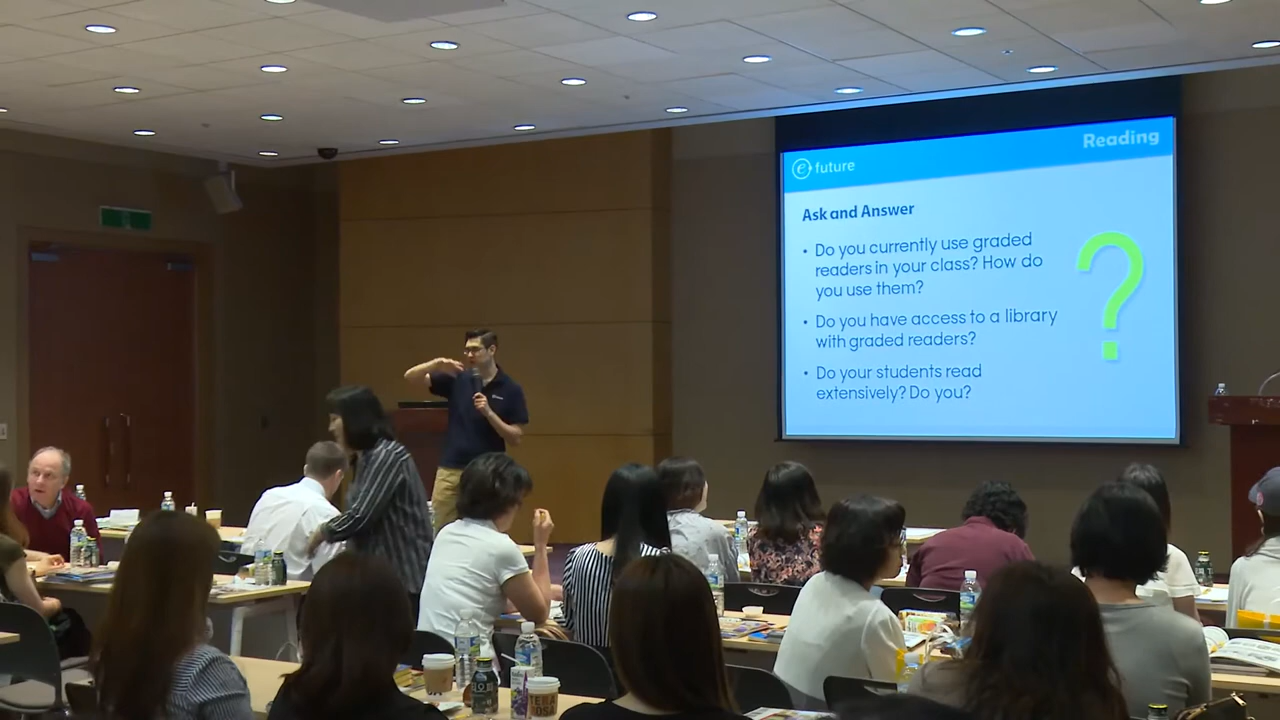 Reading
e future
Ask and Answer
• Do you currently use graded
readers in your class? How do
you use them?
• Do you have access to a library
with graded readers?
• Do your students read
extensively? Do you?
?